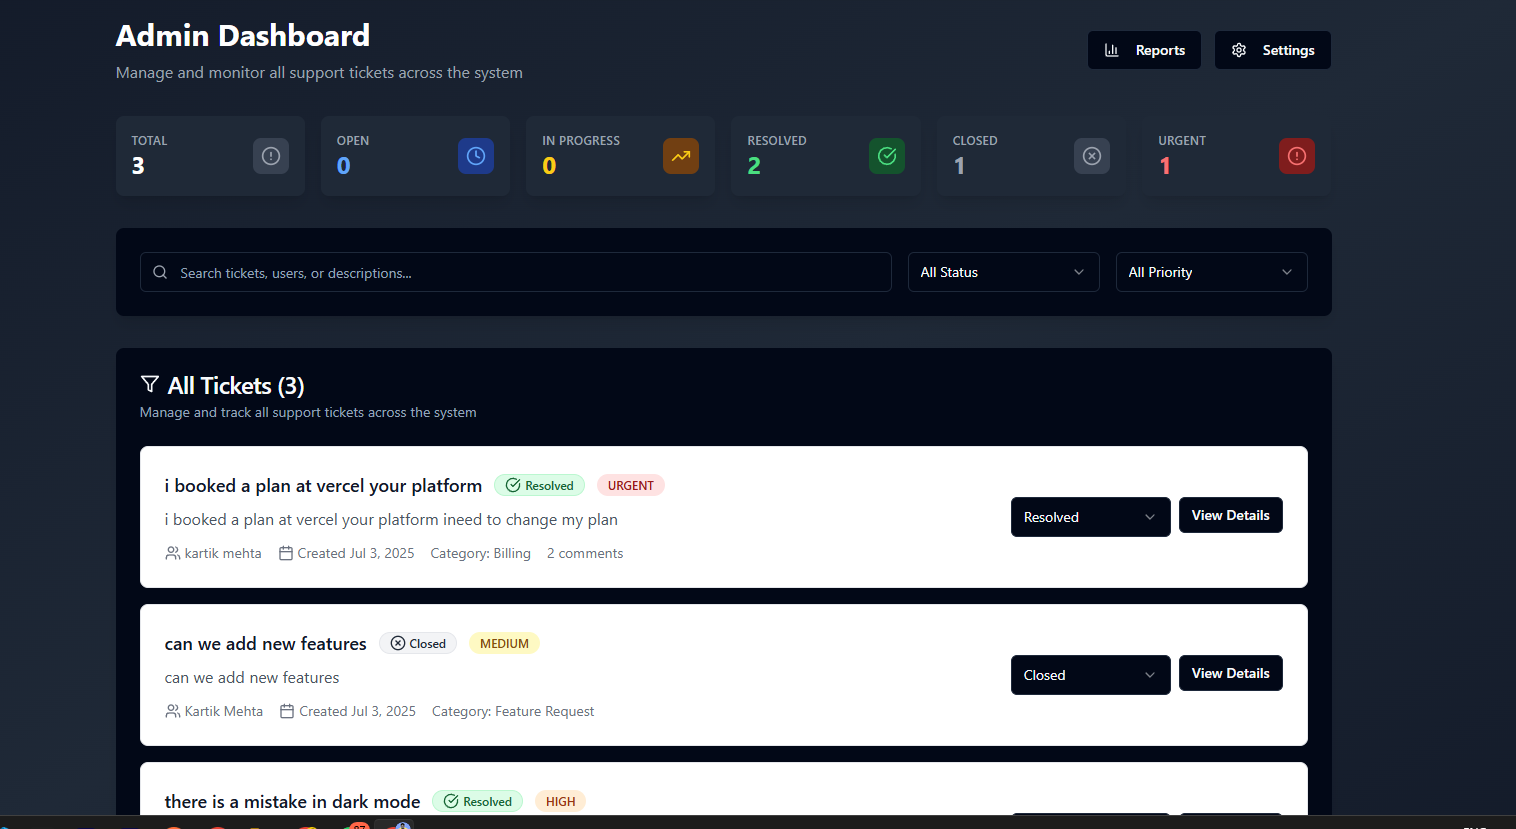 Admin Dashboard
Manage and monitor all support tickets across the system
Reports
Settings
TOTAL
3
OPEN
0
IN PROGRESS
0
RESOLVED
2
CLOSED
1
URGENT
1
Search tickets, users, or descriptions...
All Status
All Priority
All Tickets (3)
Manage and track all support tickets across the system
i booked a plan at vercel your platform Resolved URGENT
i booked a plan at vercel your platform ineed to change my plan
kartik mehta Created Jul 3, 2025 Category: Billing 2 comments
Resolved View Details
can we add new features Closed MEDIUM
can we add new features
Kartik Mehta Created Jul 3, 2025 Category: Feature Request
Closed View Details
there is a mistake in dark mode Resolved HIGH